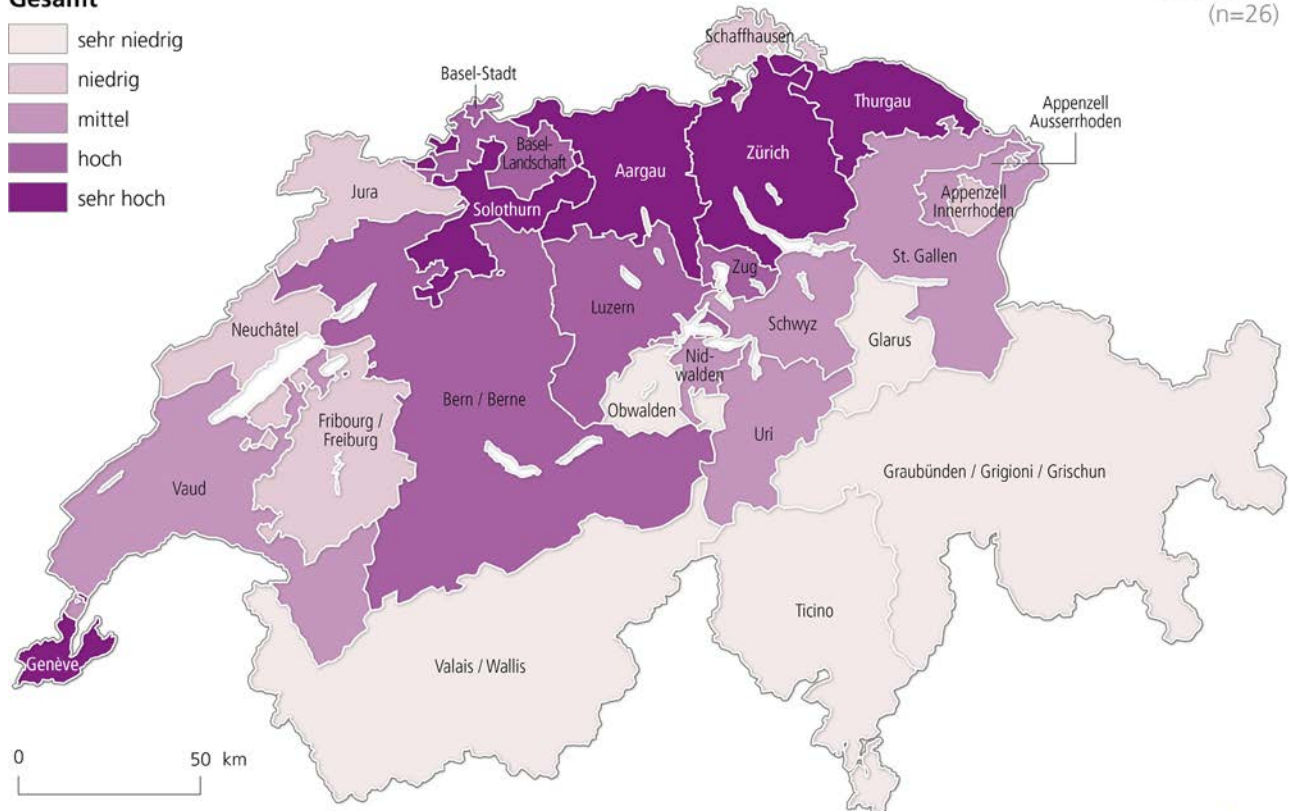 Gesamt
(n=26)
sehr niedrig
niedrig
mittel
hoch
sehr hoch
Schaffhausen
Basel-Stadt
Thurgau
Appenzell
Ausserrhoden
Basel-
Landschaft
Aargau
Zürich
Jura
Solothurn
Appenzell
Innerrhoden
St. Gallen
Zug
Luzern
Schwyz
Neuchâtel
Glarus
Nid-
walden
Bern / Berne
Obwalden
Fribourg /
Freiburg
Uri
Graubünden / Grigioni / Grischun
Vaud
Ticino
Genève
Valais / Wallis
0 50 km